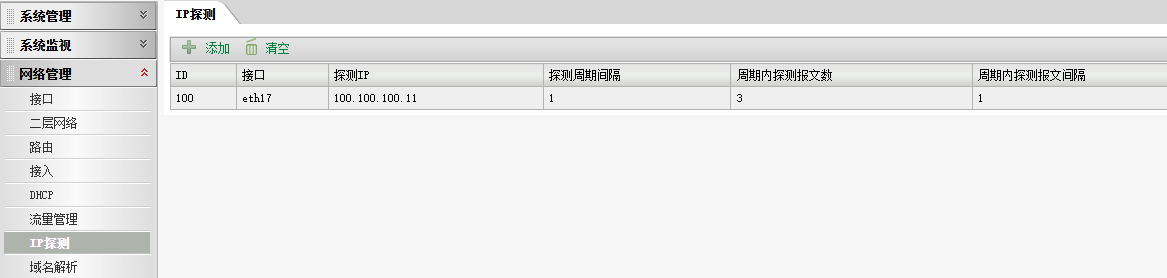 系统管理
系统监视
网络管理
接口
二层网络
路由
接入
DHCP
流量管理
IP探测
域名解析
IP探测
添加 清空
ID 接口 探测IP 探测周期间隔 周期内探测报文数 周期内探测报文间隔
100 eth17 100.100.100.11 1 3 1